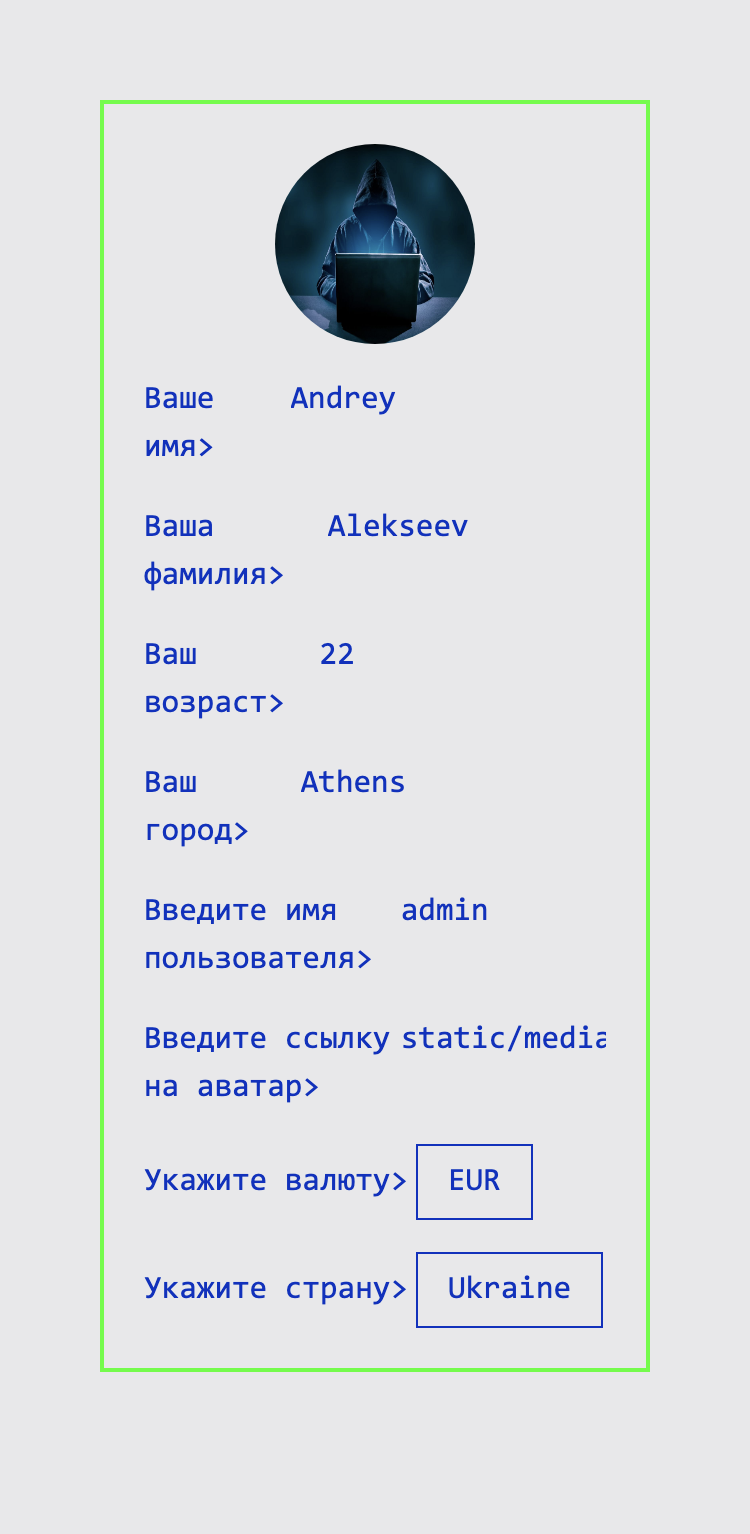 Ваше Andrey
имя>
Ваша Alekseev
фамилия>
Ваш 22
возраст>
Ваш Athens
город>
Введите имя admin
пользователя>
Введите ссылку static/media
на аватар>
Укажите валюту> EUR
Укажите страну> Ukraine